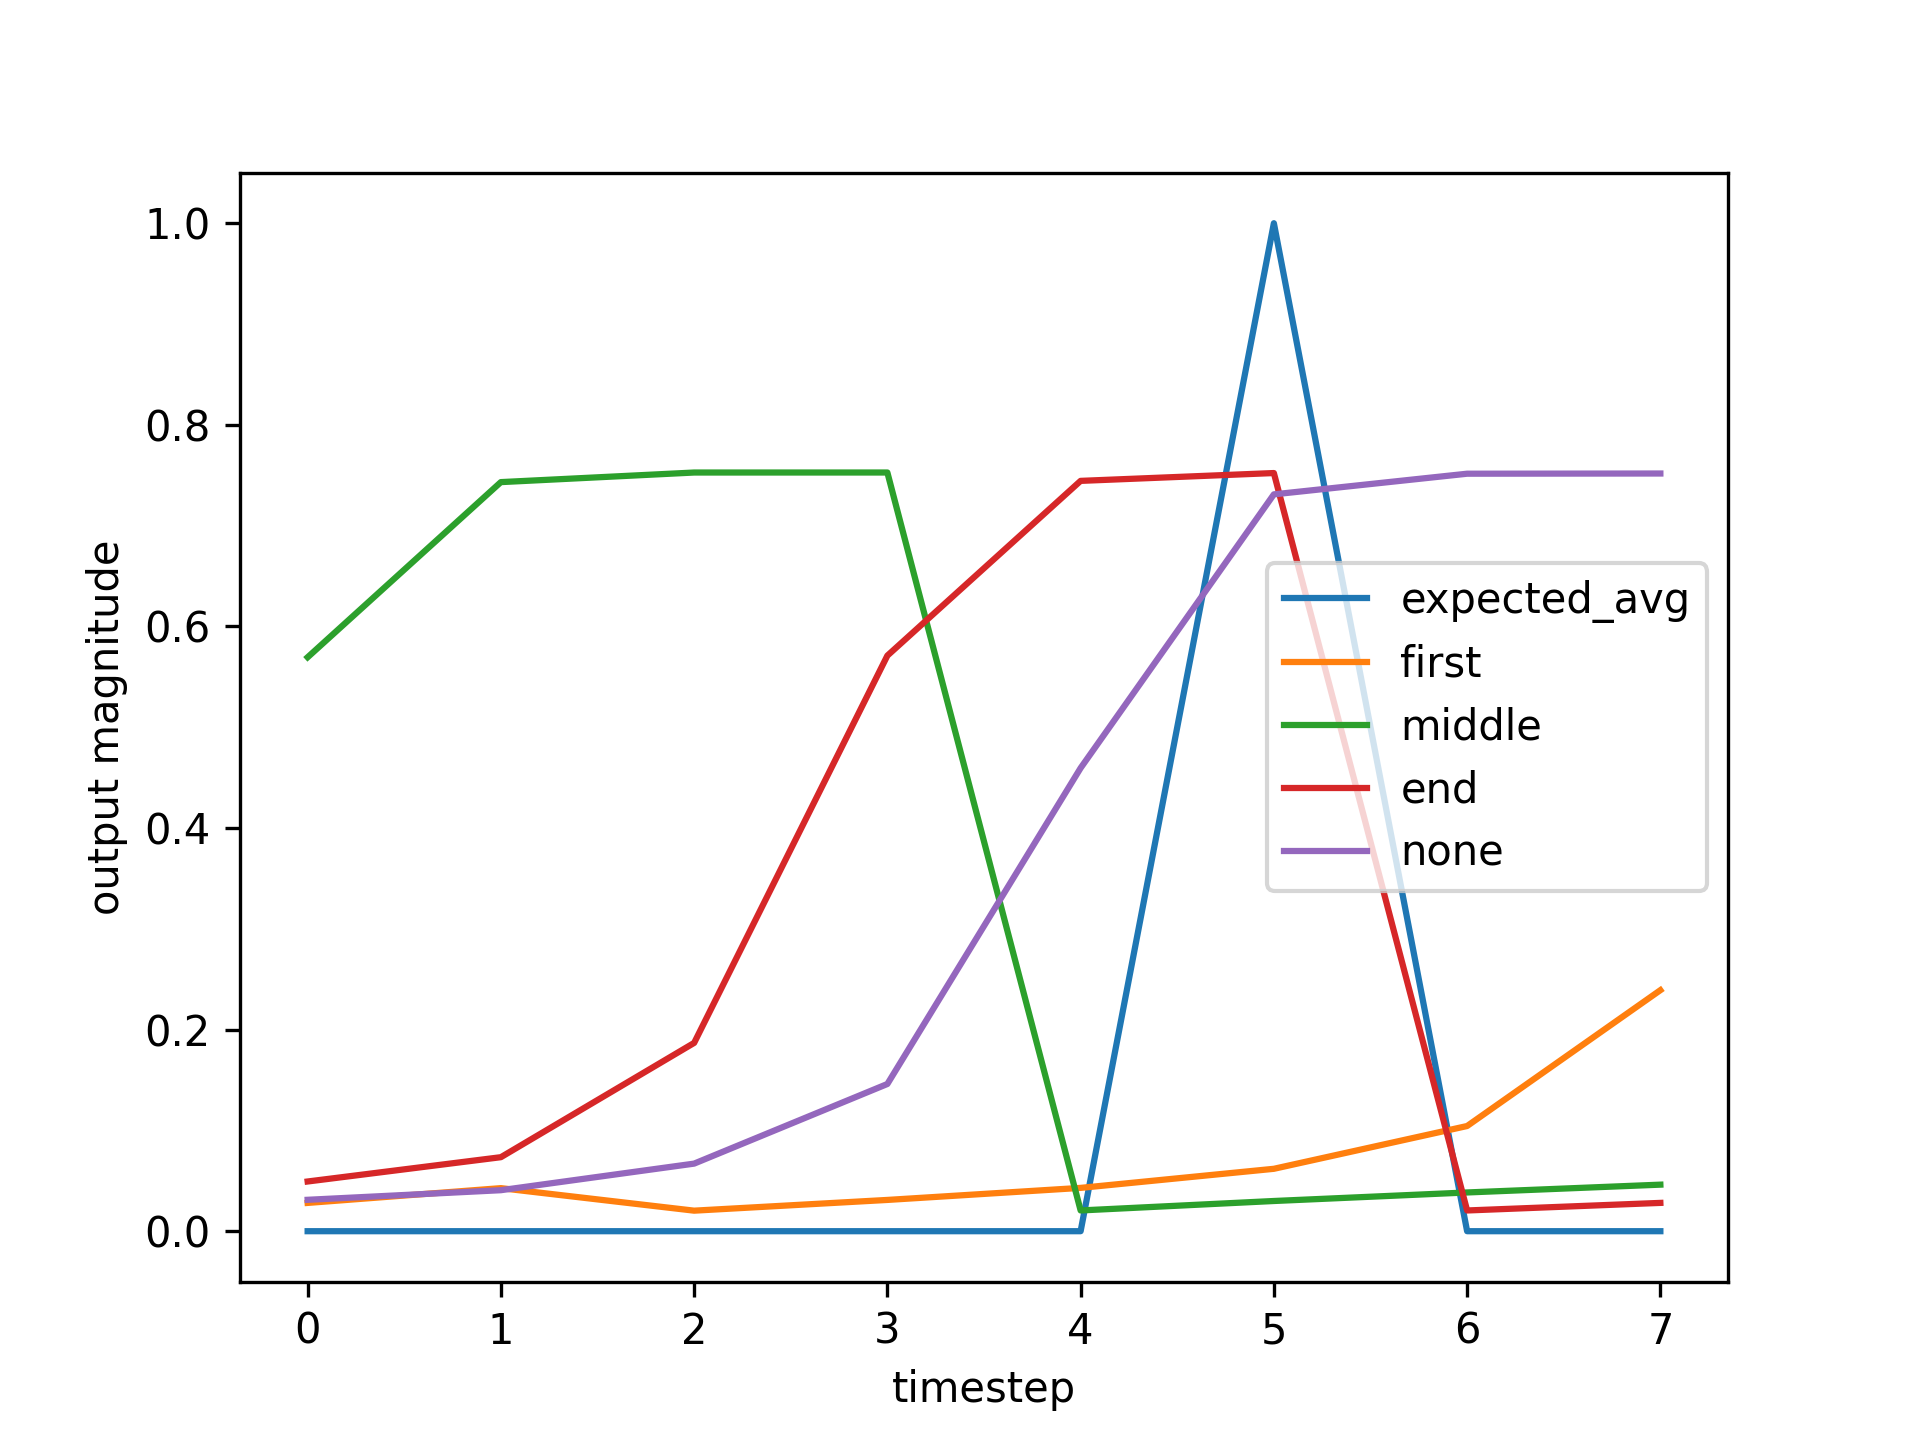 1.0
0.8
0.6
0.4
0.2
0.0
output magnitude
expected_avg
first
middle
end
none
0 1 2 3 4 5 6 7
timestep